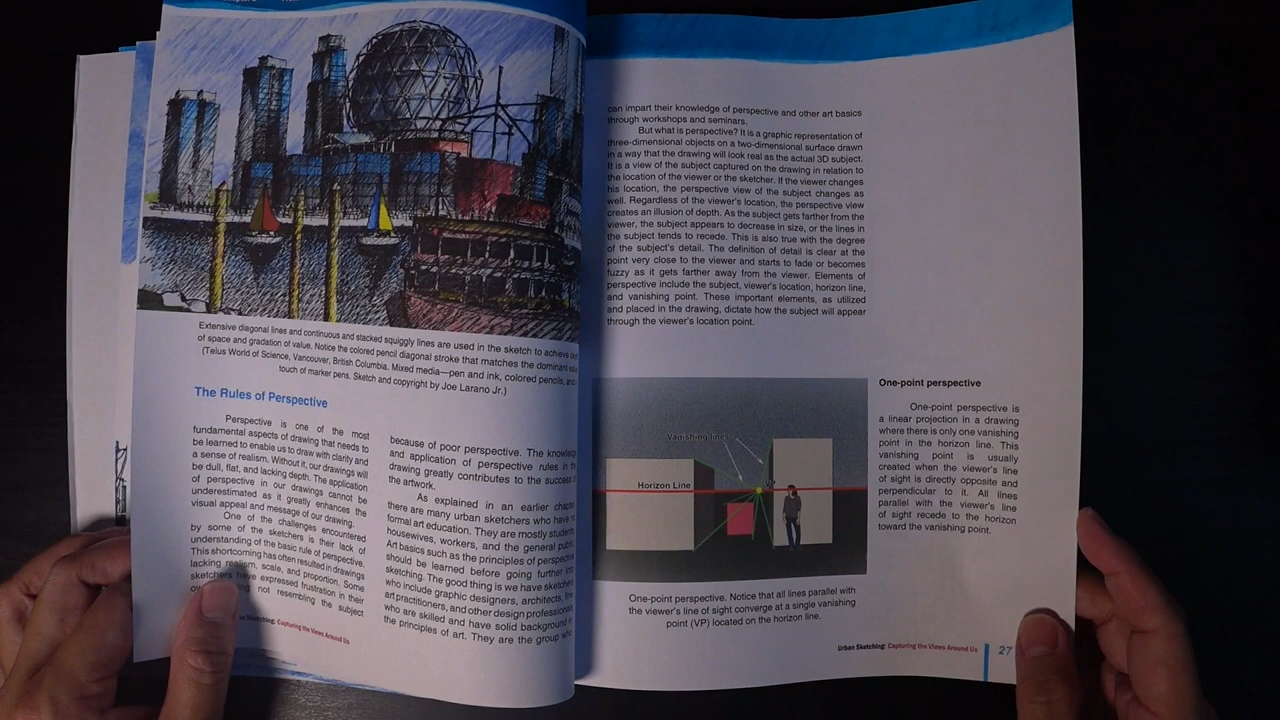 Extensive diagonal lines and continuous and stacked squiggly lines are used in the sketch to achieve
of space and gradation of value. Notice the colored pencil diagonal stroke that matches the dominant
(Telus World of Science, Vancouver, British Columbia. Mixed media—pen and ink, colored pencils, and
touch of marker pens. Sketch and copyright by Joe Larano Jr.)
The Rules of Perspective
Perspective is one of the most
fundamental aspects of drawing that needs to
be learned to enable us to draw with clarity and
a sense of realism. Without it, our drawings will
be dull, flat, and lacking depth. The application
of perspective in our drawings cannot be
underestimated as it greatly enhances the
visual appeal and message of our drawing.
One of the challenges encountered
by some of the sketchers is their lack of
understanding of the basic rule of perspective.
This shortcoming has often resulted in drawings
lacking realism, scale, and proportion. Some
sketchers have expressed frustration in their
not resembling the subject
because of poor perspective. The
and application of perspective rules in
drawing greatly contributes to the success
the artwork.
As explained in an earlier
there are many urban sketchers who have
formal art education. They are mostly
housewives, workers, and the general
Art basics such as the principles of
should be learned before going further
sketching. The good thing is we have
who include graphic designers, architects,
art practitioners, and other design
who are skilled and have solid background
the principles of art. They are the group
Sketching: Capturing the Views Around Us
can impart their knowledge of perspective and other art basics
through workshops and seminars.
But what is perspective? It is a graphic representation of
three-dimensional objects on a two-dimensional surface drawn
in a way that the drawing will look real as the actual 3D subject.
It is a view of the subject captured on the drawing in relation to
the location of the viewer or the sketcher. If the viewer changes
his location, the perspective view of the subject changes as
well. Regardless of the viewer's location, the perspective view
creates an illusion of depth. As the subject gets farther from the
viewer, the subject appears to decrease in size, or the lines in
the subject tends to recede. This is also true with the degree
of the subject's detail. The definition of detail is clear at the
point very close to the viewer and starts to fade or becomes
fuzzy as it gets farther away from the viewer. Elements of
perspective include the subject, viewer's location, horizon line,
and vanishing point. These important elements, as utilized
and placed in the drawing, dictate how the subject will appear
through the viewer's location point.
Vanishing lines
VP
Horizon Line
One-point perspective. Notice that all lines parallel with
the viewer's line of sight converge at a single vanishing
point (VP) located on the horizon line.
One-point perspective
One-point perspective is
a linear projection in a drawing
where there is only one vanishing
point in the horizon line. This
vanishing point is usually
created when the viewer's line
of sight is directly opposite and
perpendicular to it. All lines
parallel with the viewer's line
of sight recede to the horizon
toward the vanishing point.
Urban Sketching: Capturing the Views Around Us
27